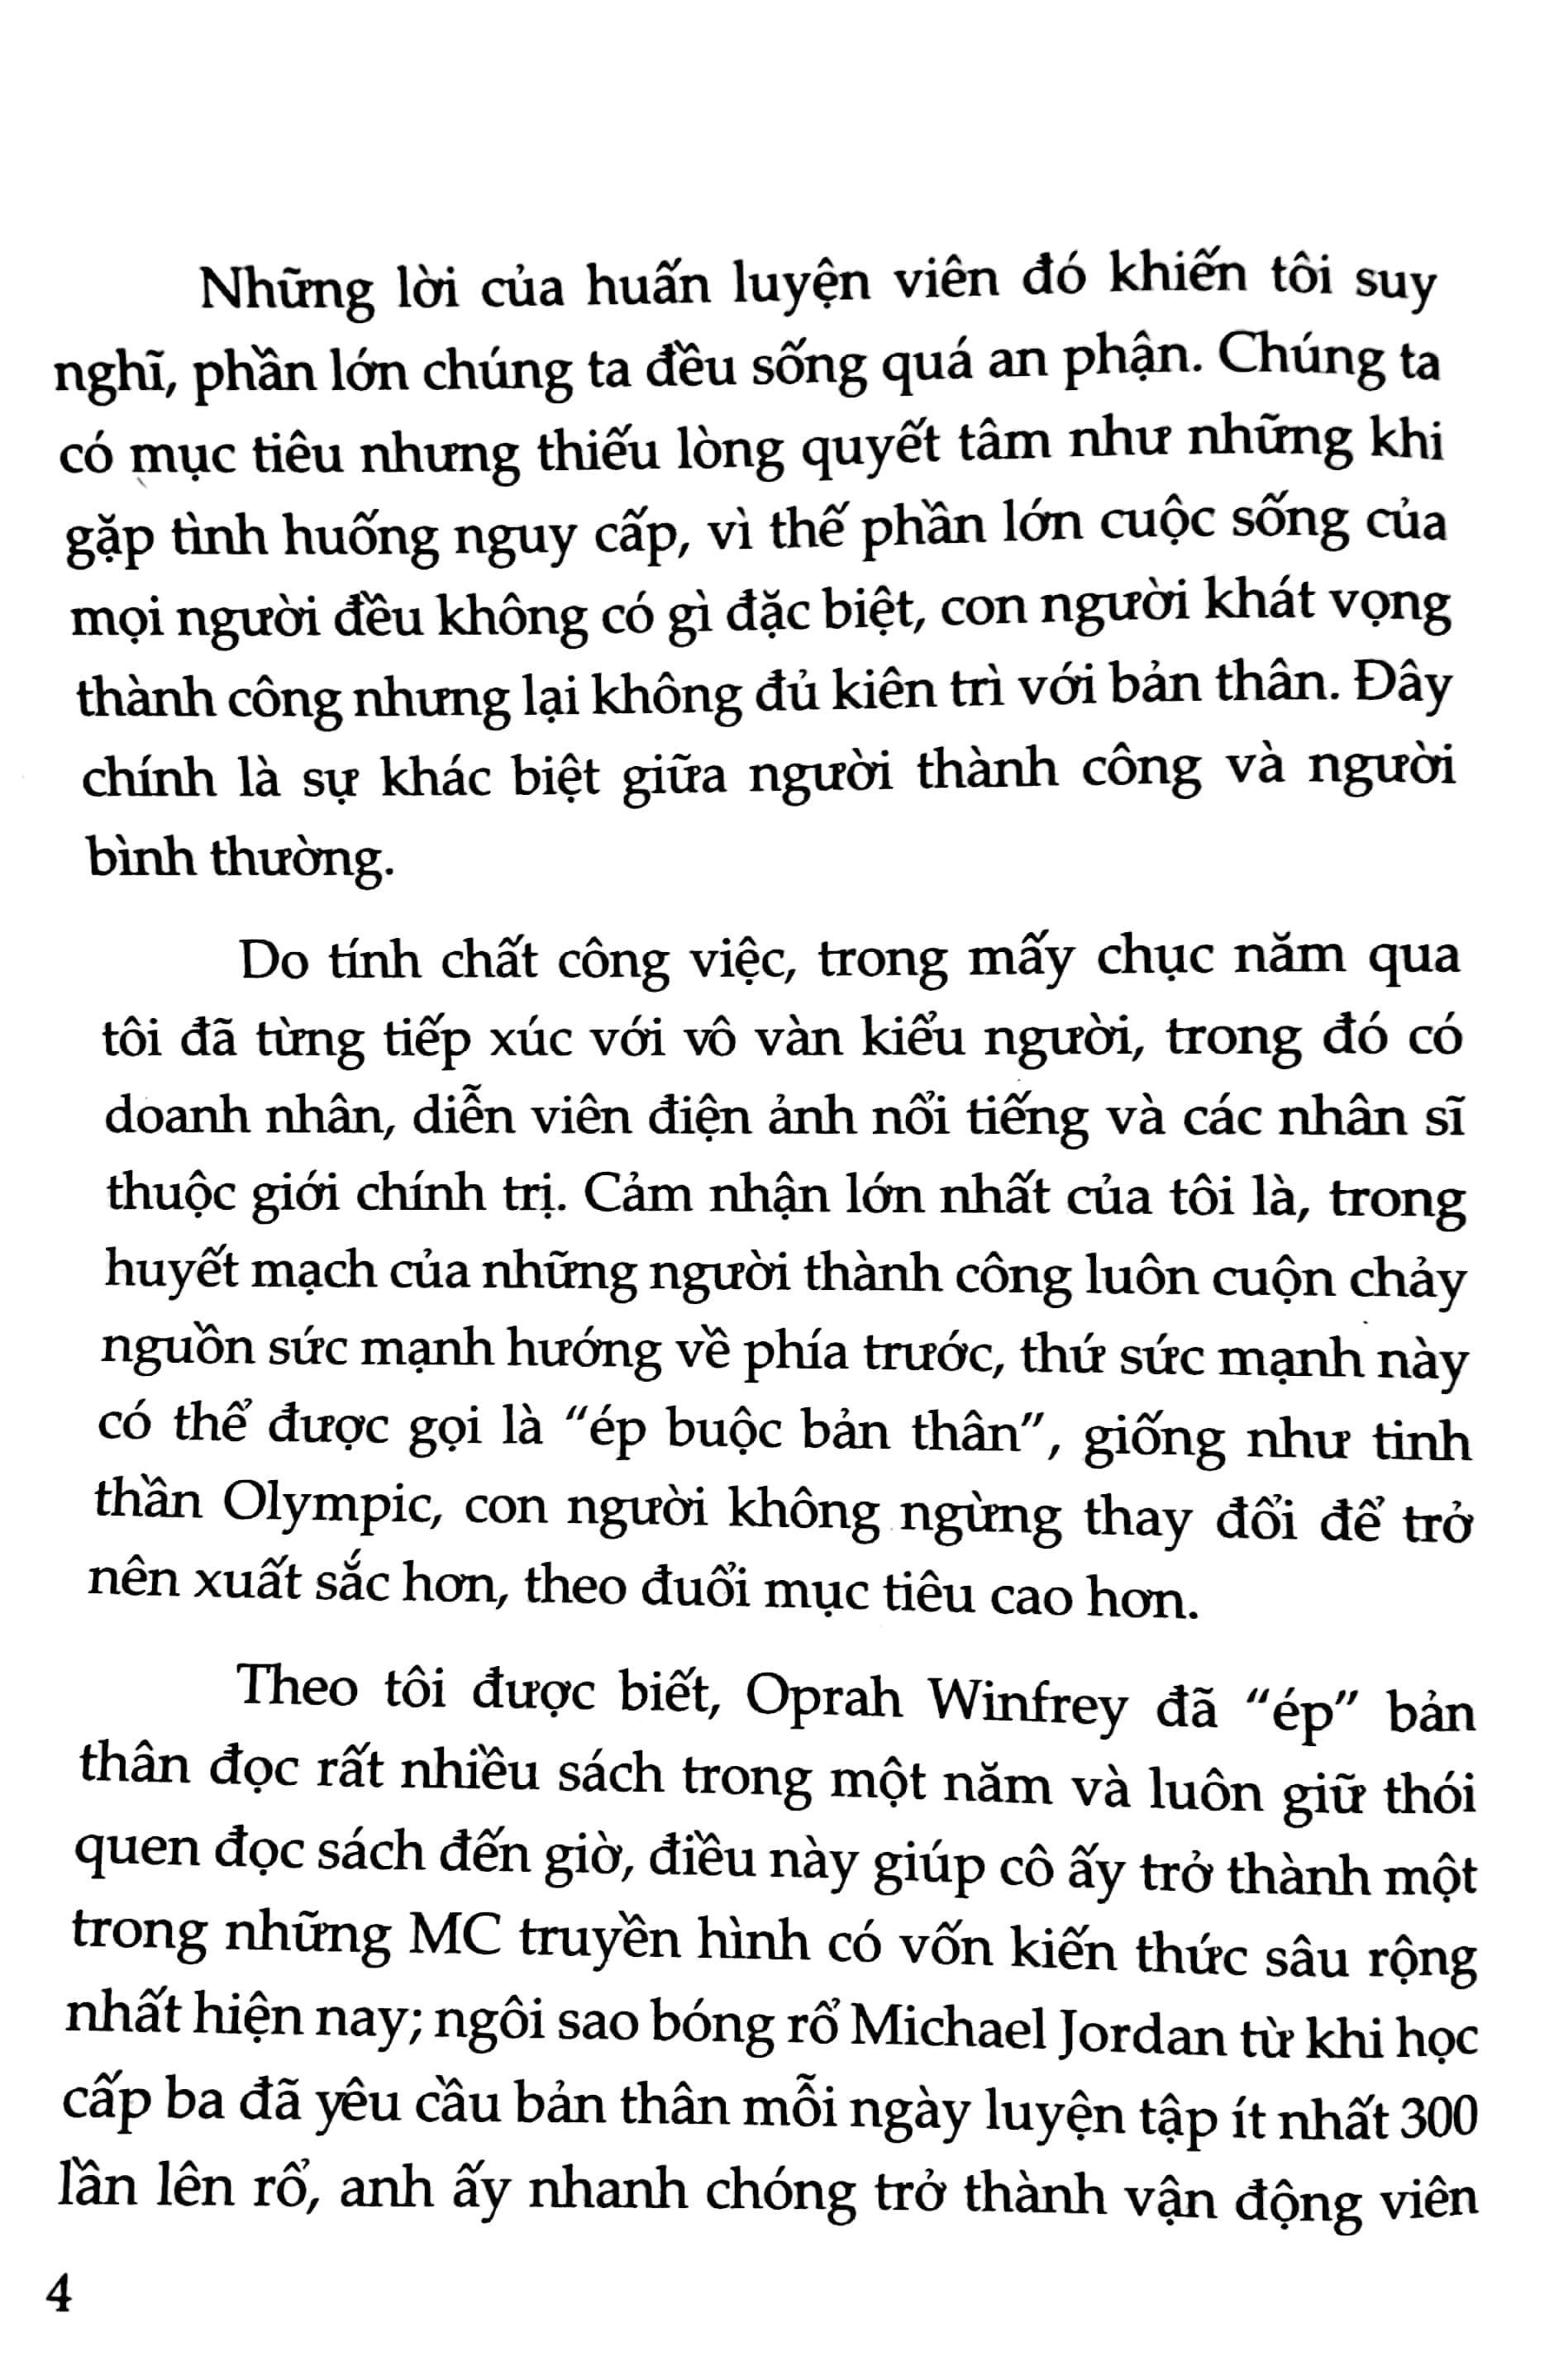 Những lời của huấn luyện viên đó khiến tôi suy
nghĩ, phần lớn chúng ta đều sống quá an phận. Chúng ta
có mục tiêu nhưng thiếu lòng quyết tâm như những khi
gặp tình huống nguy cấp, vì thế phần lớn cuộc sống của
mọi người đều không có gì đặc biệt, con người khát vọng
thành công nhưng lại không đủ kiên trì với bản thân. Đây
chính là sự khác biệt giữa người thành công và người
bình thường.
Do tính chất công việc, trong mấy chục năm qua
tôi đã từng tiếp xúc với vô vàn kiểu người, trong đó có
doanh nhân, diễn viên điện ảnh nổi tiếng và các nhân sĩ
thuộc giới chính trị. Cảm nhận lớn nhất của tôi là, trong
huyết mạch của những người thành công luôn cuộn chảy
nguồn sức mạnh hướng về phía trước, thứ sức mạnh này
có thể được gọi là “ép buộc bản thân”, giống như tinh
thần Olympic, con người không ngừng thay đổi để trở
nên xuất sắc hơn, theo đuổi mục tiêu cao hơn.
Theo tôi được biết, Oprah Winfrey đã “ép” bản
thân đọc rất nhiều sách trong một năm và luôn giữ thói
quen đọc sách đến giờ, điều này giúp cô ấy trở thành một
trong những MC truyền hình có vốn kiến thức sâu rộng
nhất hiện nay; ngôi sao bóng rổ Michael Jordan từ khi học
cấp ba đã yêu cầu bản thân mỗi ngày luyện tập ít nhất 300
lần lên rổ, anh ấy nhanh chóng trở thành vận động viên
4